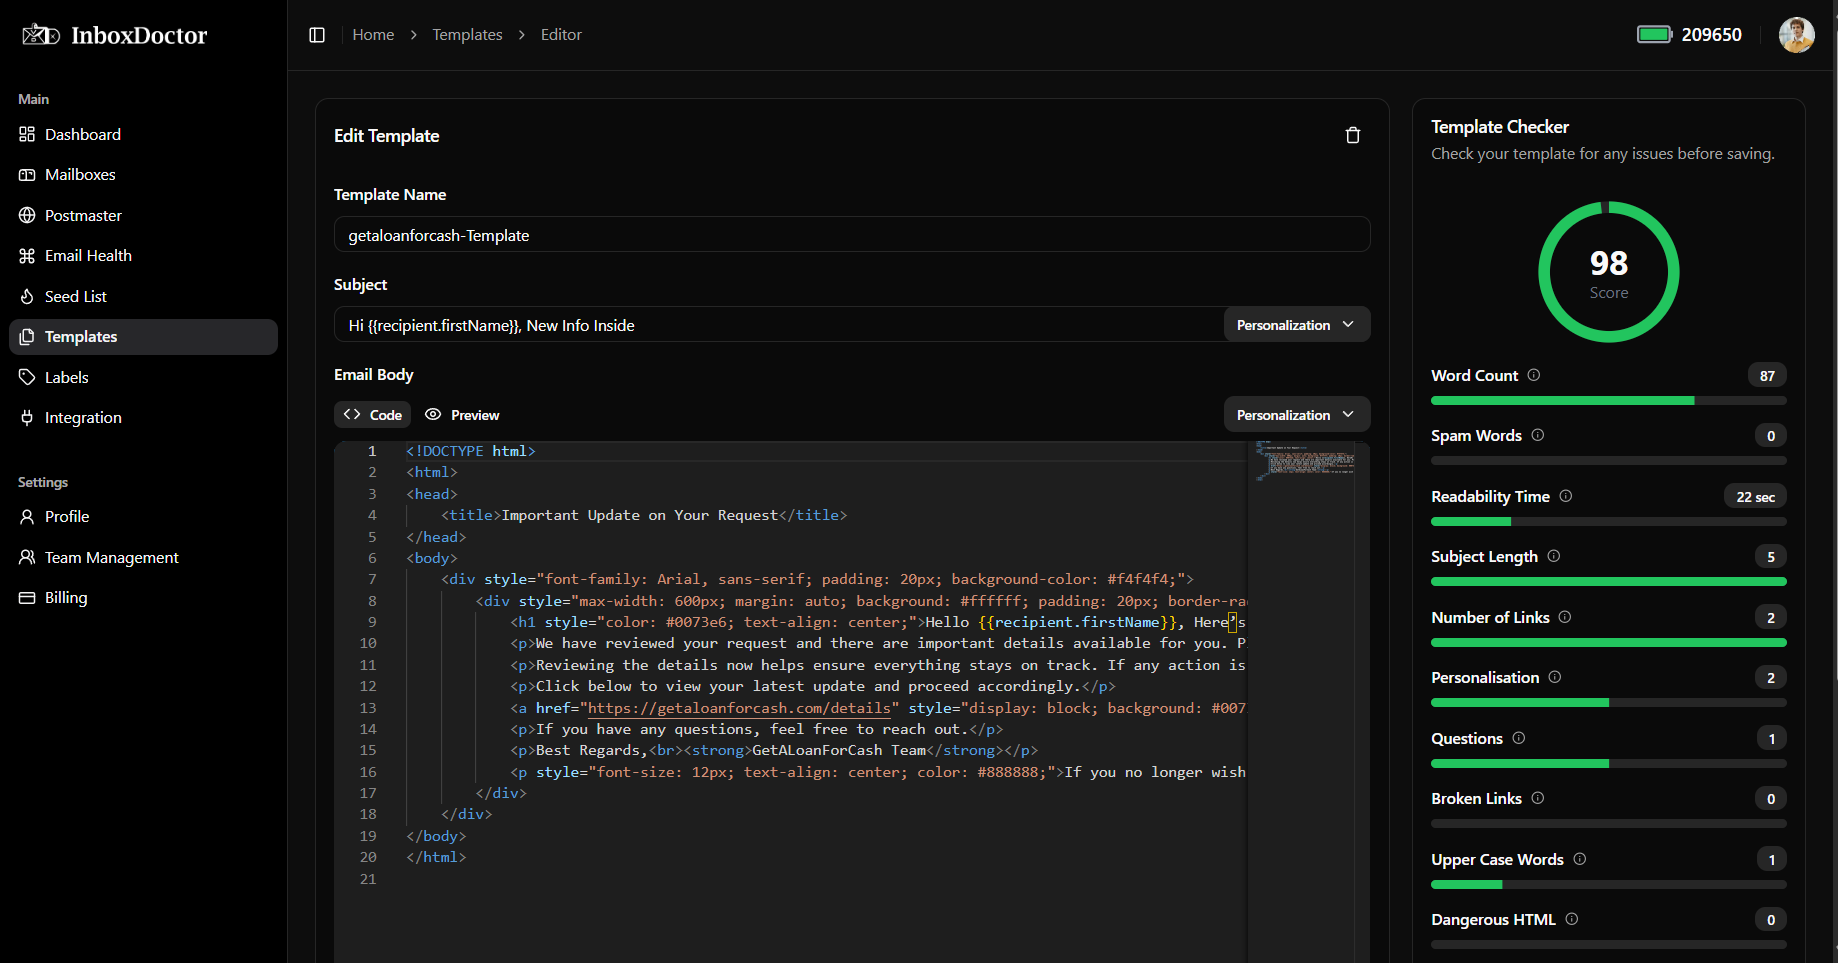 InboxDoctor
Main
Dashboard
Mailboxes
Postmaster
Email Health
Seed List
Templates
Labels
Integration
Settings
Profile
Team Management
Billing
Home > Templates > Editor
209650
Edit Template
Template Name
getaloanforcash-Template
Subject
Hi {{recipient.firstName}}, New Info Inside
Personalization
Email Body
<> Code
Preview
Personalization
1 <!DOCTYPE html>
2 <html>
3 <head>
4 <title>Important Update on Your Request</title>
5 </head>
6 <body>
7 <div style="font-family: Arial, sans-serif; padding: 20px; background-color: #f4f4f4;">
8 <div style="max-width: 600px; margin: auto; background: #ffffff; padding: 20px; border-ra
9 <h1 style="color: #0073e6; text-align: center;">Hello {{recipient.firstName}}, Here’s
10 <p>We have reviewed your request and there are important details available for you. Pl
11 <p>Reviewing the details now helps ensure everything stays on track. If any action is
12 <p>Click below to view your latest update and proceed accordingly.</p>
13 <a href="https://getaloanforcash.com/details" style="display: block; background: #007
14 <p>If you have any questions, feel free to reach out.</p>
15 <p>Best Regards,<br><strong>GetALoanForCash Team</strong></p>
16 <p style="font-size: 12px; text-align: center; color: #888888;">If you no longer wish
17 </div>
18 </div>
19 </body>
20 </html>
21
Template Checker
Check your template for any issues before saving.
98
Score
Word Count 87
Spam Words 0
Readability Time 22 sec
Subject Length 5
Number of Links 2
Personalisation 2
Questions 1
Broken Links 0
Upper Case Words 1
Dangerous HTML 0